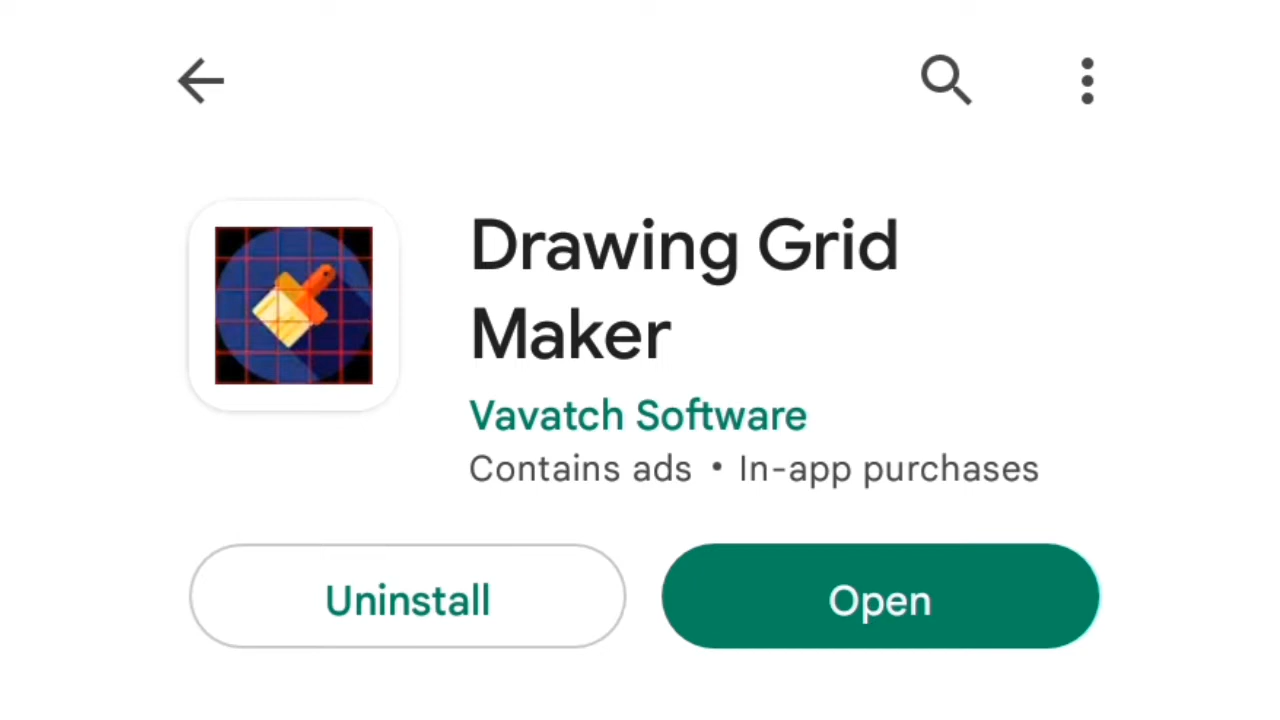 Drawing Grid
Maker
Vavatch Software
Contains ads • In-app purchases
Uninstall
Open